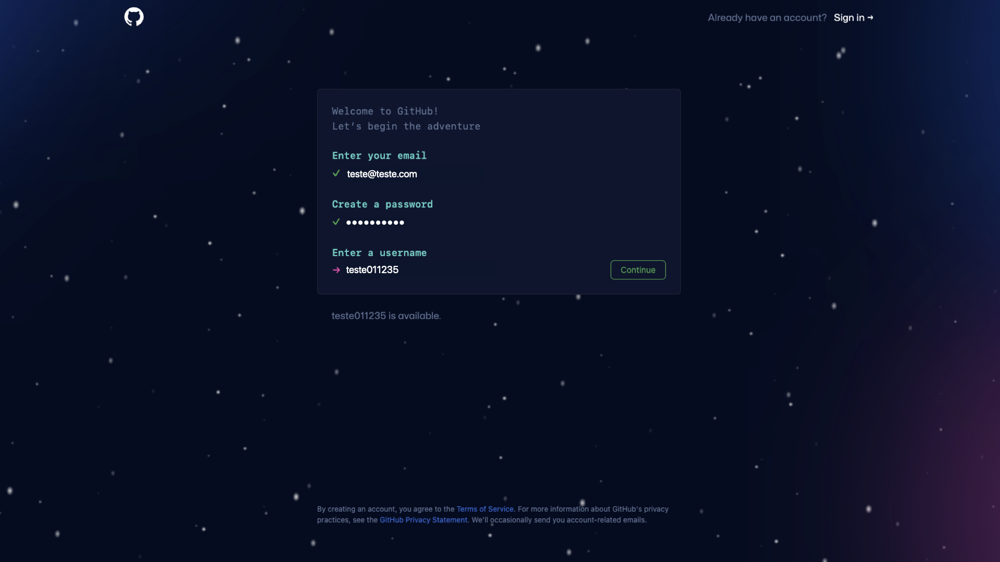 Already have an account? Sign in →
Welcome to GitHub!
Let’s begin the adventure
Enter your email
✓ teste@teste.com
Create a password
✓ ●●●●●●●●●●
Enter a username
→ teste011235
Continue
teste011235 is available.
By creating an account, you agree to the Terms of Service. For more information about GitHub's privacy
practices, see the GitHub Privacy Statement. We'll occasionally send you account-related emails.